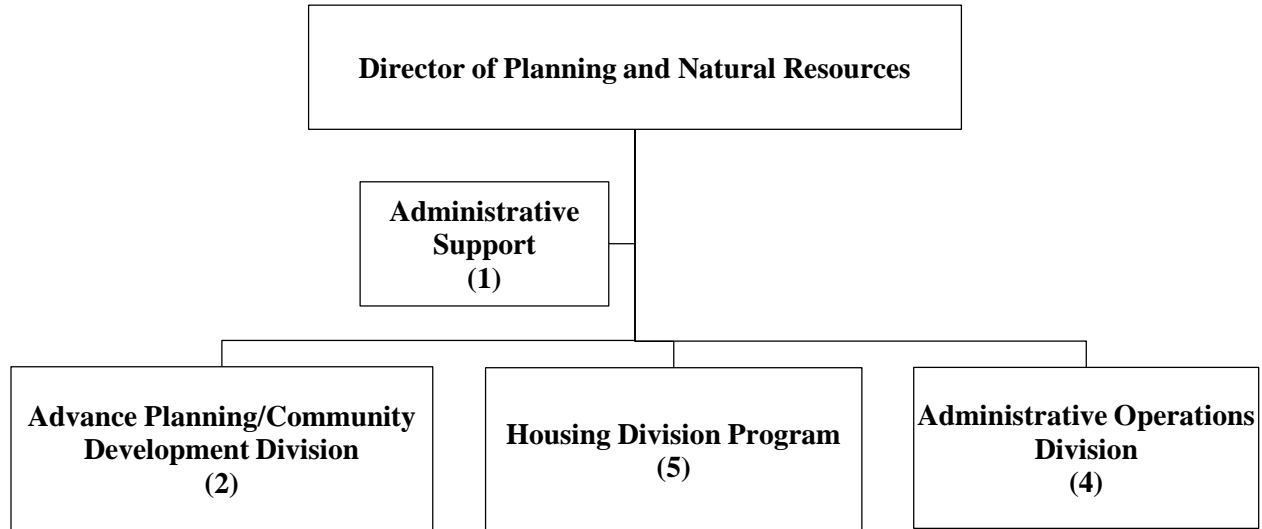 Director of Planning and Natural Resources
Administrative
Support
(1)
Advance Planning/Community
Development Division
(2)
Housing Division Program
(5)
Administrative Operations
Division
(4)